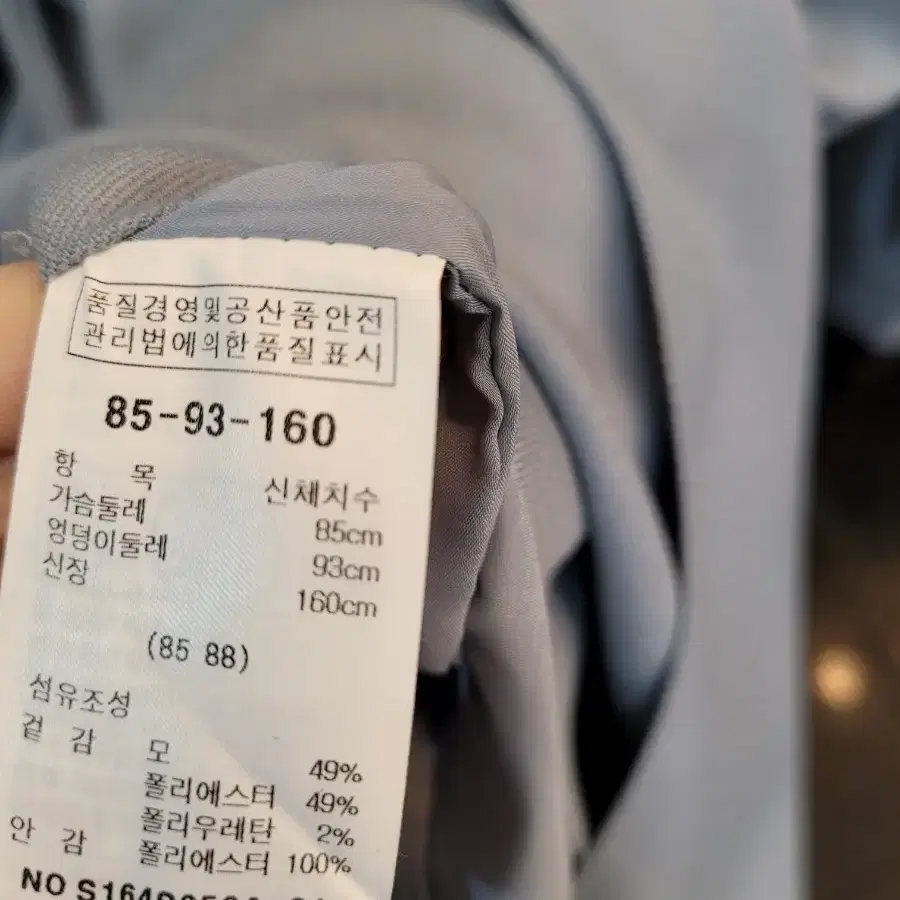 품질경영및공산품안전
관리법에의한품질표시
85-93-160
항 목 신체치수
가슴둘레 85cm
엉덩이둘레 93cm
신장 160cm
(85 88)
섬유조성
겉 감 모 49%
폴리에스터 49%
폴리우레탄 2%
안 감 폴리에스터 100%
NO